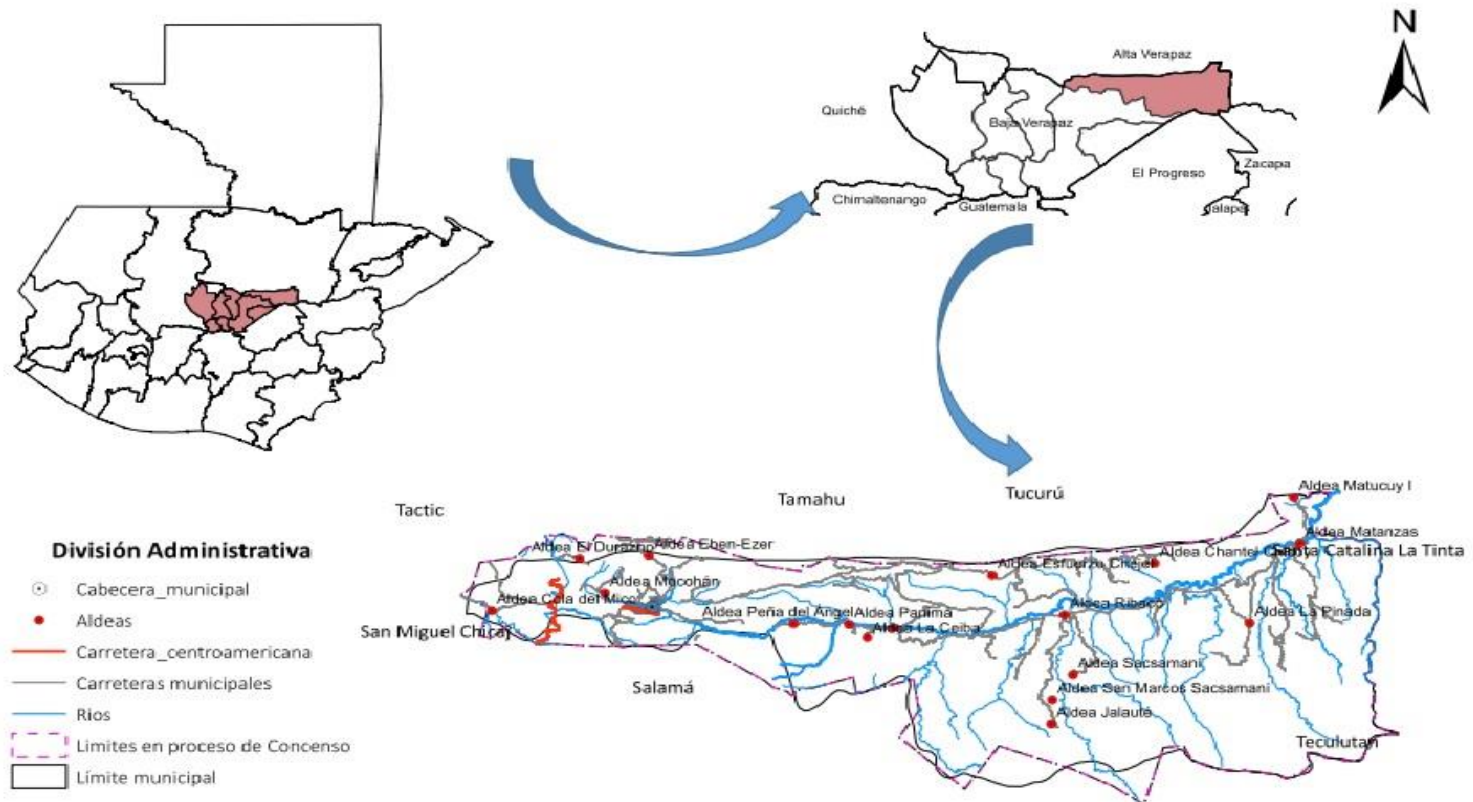 N
Alta Verapaz
Quiché
Baja Verapaz
Zacapa
El Progreso
Chimaltenango
Guatemala
Jalapa
Tucurú
Tamahu
Tactic
Aldea Matucuy I
Aldea Matanzas
Santa Catalina La Tinta
Aldea El Durazno
Aldea Eben-Ezer
Aldea Chantel
Aldea Esfuerzo Chejel
Aldea Mocohán
Aldea Cola del Mico
Aldea Peña del Ángel
Aldea Panima
Aldea Ribaco
Aldea La Pinada
Aldea La Ceiba
San Miguel Chicaj
Aldea Sacsamani
Salamá
Aldea San Marcos Sacsamani
Aldea Jalauté
Teculutan
División Administrativa
Cabecera_municipal
Aldeas
Carretera_centroamericana
Carreteras municipales
Rios
Limites en proceso de Concenso
Límite municipal